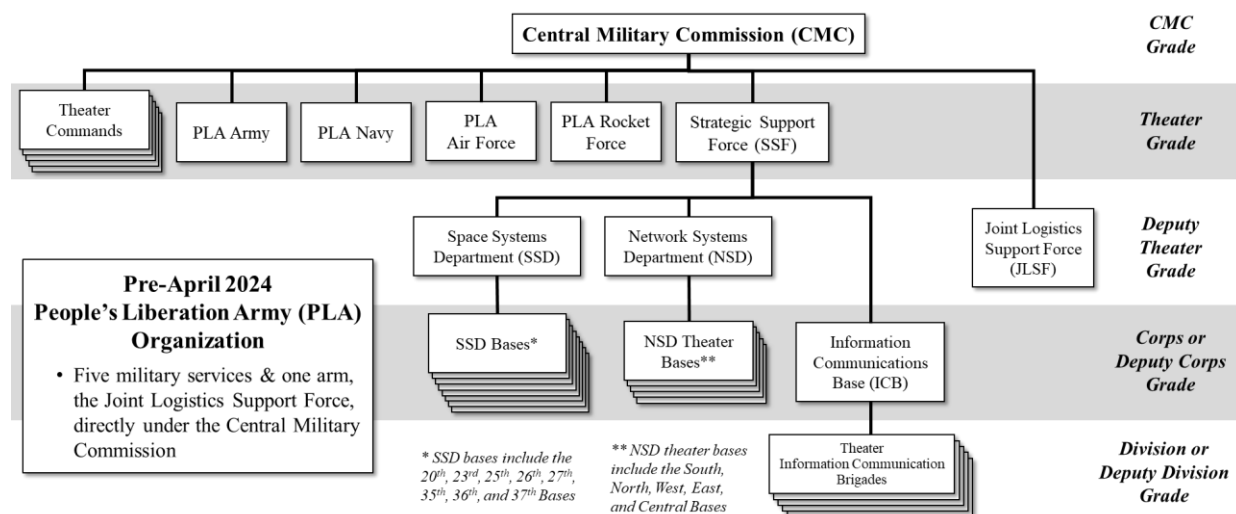 Central Military Commission (CMC)
CMC
Grade
Theater
Commands
PLA Army
PLA Navy
PLA
Air Force
PLA Rocket
Force
Strategic Support
Force (SSF)
Theater
Grade
Space Systems
Department (SSD)
Network Systems
Department (NSD)
Joint Logistics
Support Force
(JLSF)
Deputy
Theater
Grade
Pre-April 2024
People’s Liberation Army (PLA)
Organization
• Five military services & one arm,
the Joint Logistics Support Force,
directly under the Central Military
Commission
SSD Bases*
NSD Theater
Bases**
Information
Communications
Base (ICB)
Corps or
Deputy Corps
Grade
* SSD bases include the
20th, 23rd, 25th, 26th, 27th,
35th, 36th, and 37th Bases
** NSD theater bases
include the South,
North, West, East,
and Central Bases
Theater
Information Communication
Brigades
Division or
Deputy Division
Grade